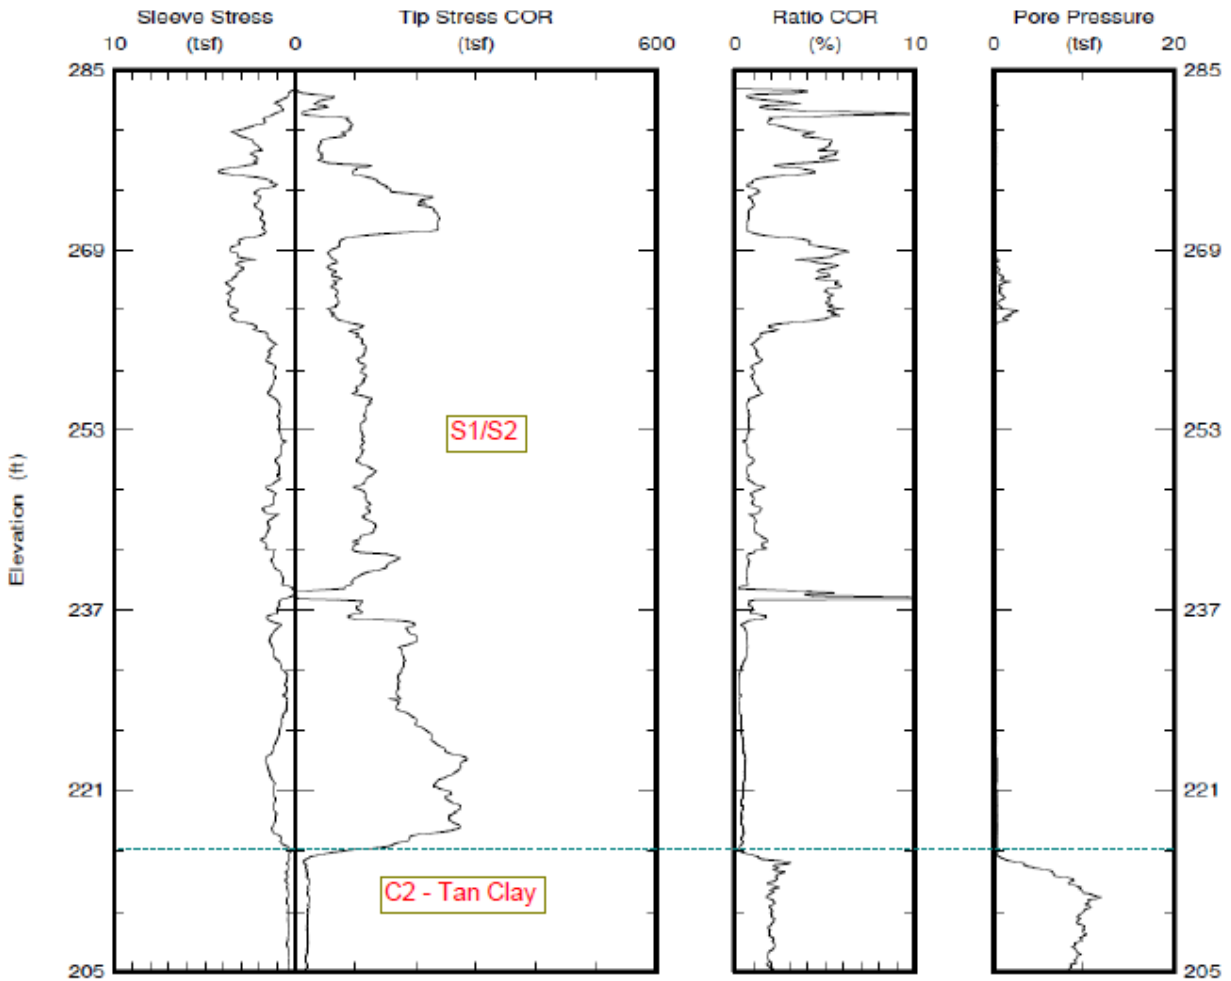 Sleeve Stress Tip Stress COR Ratio COR Pore Pressure
10 (tsf) 0 (tsf) 600 0 (%) 10 0 (tsf) 20
285 285
269 269
S1/S2
253 253
Elevation (ft)
237 237
221 221
C2 - Tan Clay
205 205